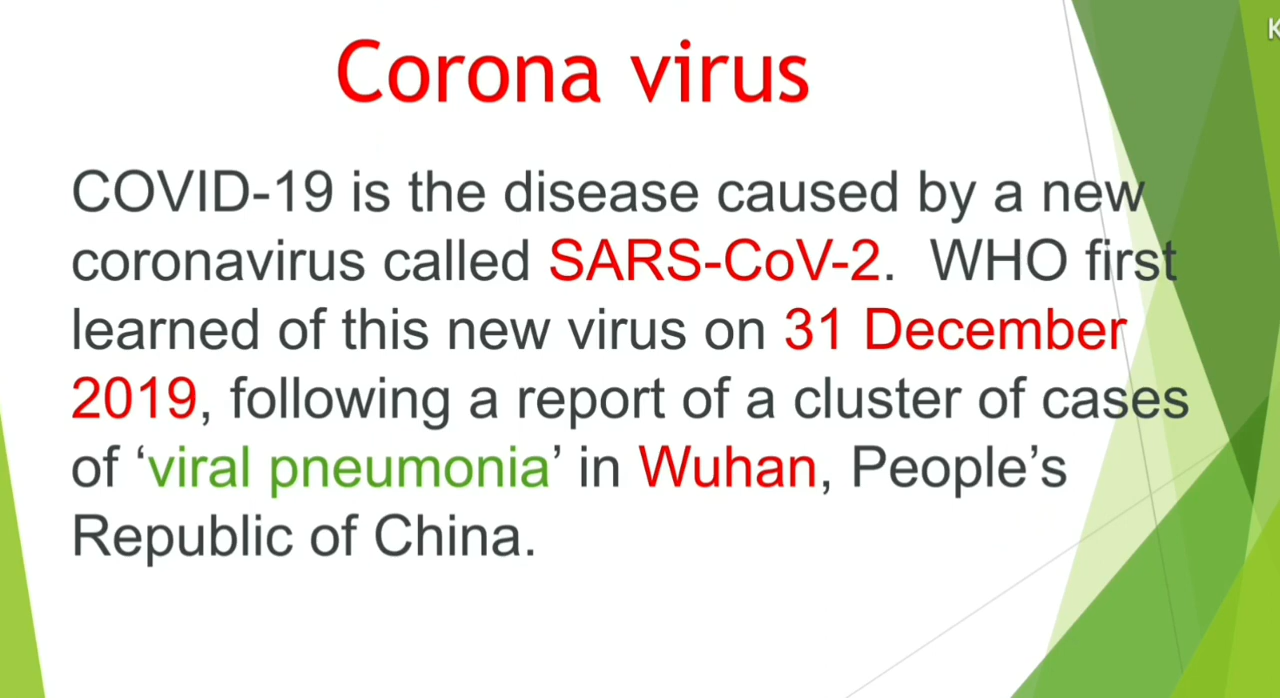 Corona virus
COVID-19 is the disease caused by a new
coronavirus called SARS-CoV-2.  WHO first
learned of this new virus on 31 December
2019, following a report of a cluster of cases
of ‘viral pneumonia’ in Wuhan, People’s
Republic of China.